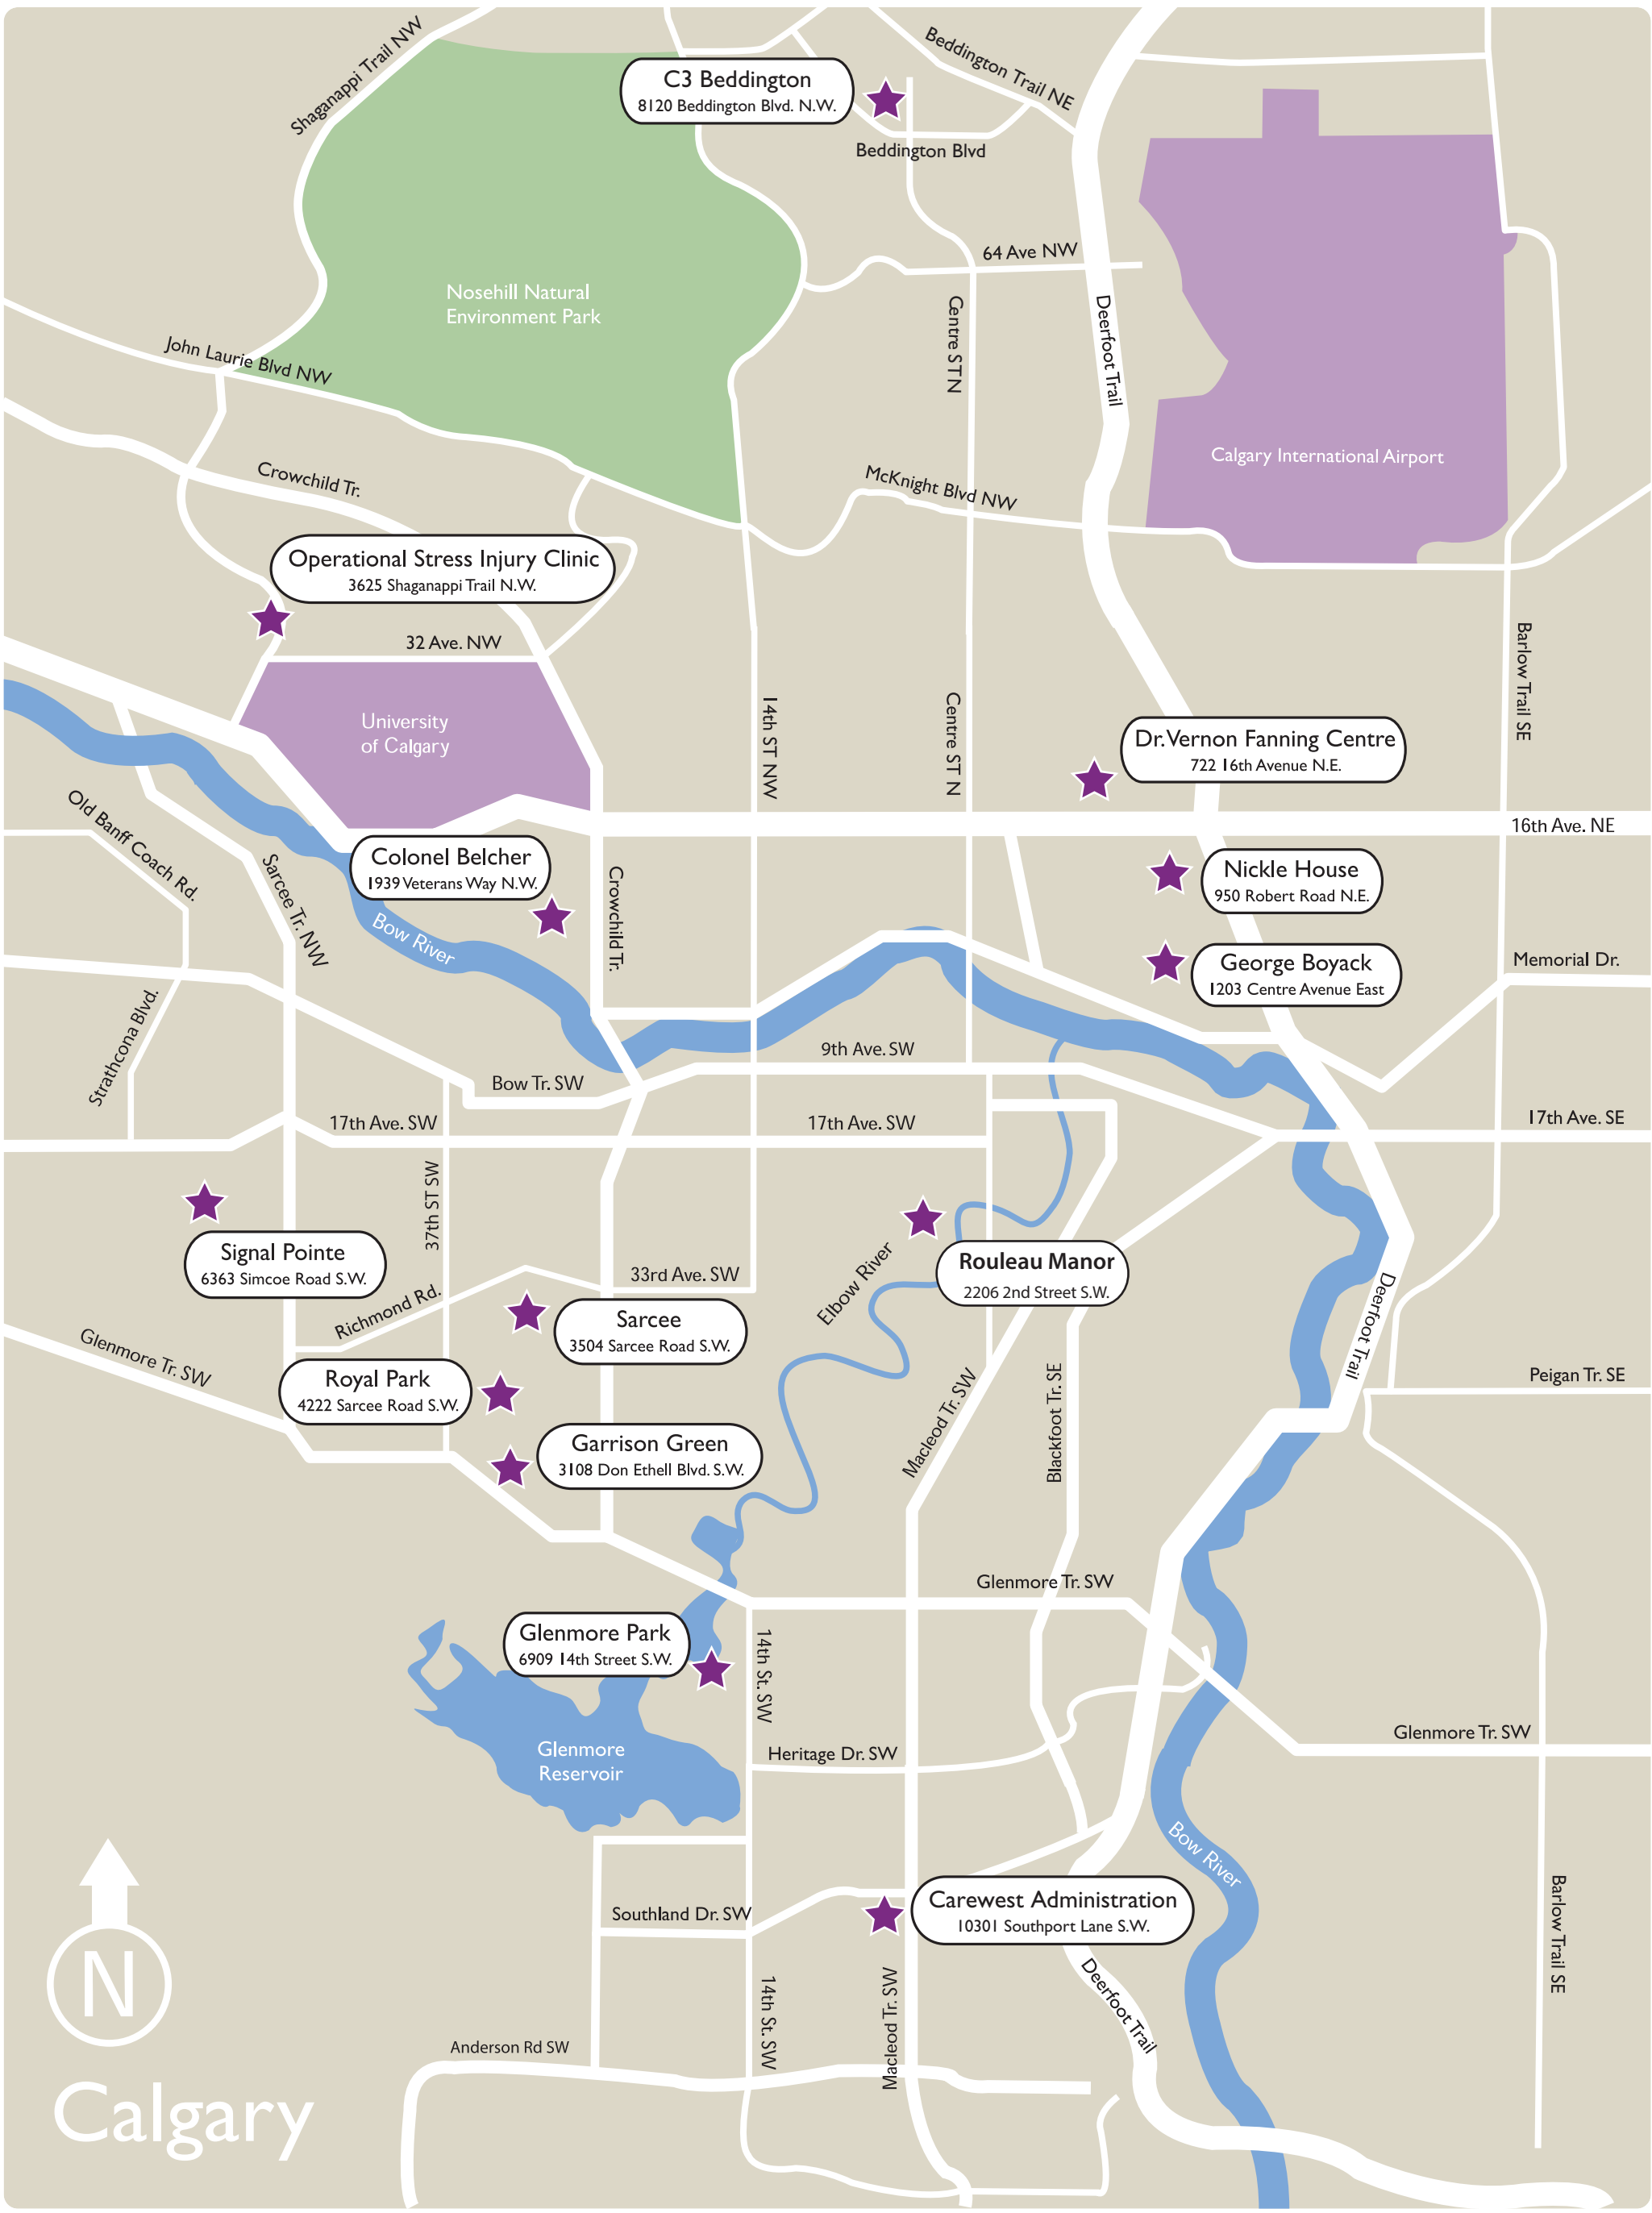 Shaganappi Trail NW
Beddington Trail NE
C3 Beddington
8120 Beddington Blvd. N.W.
Beddington Blvd
64 Ave NW
Nosehill Natural
Environment Park
Centre ST N
Deerfoot Trail
John Laurie Blvd NW
Calgary International Airport
Crowchild Tr.
McKnight Blvd NW
Operational Stress Injury Clinic
3625 Shaganappi Trail N.W.
32 Ave. NW
Barlow Trail SE
University
of Calgary
14th ST NW
Centre ST N
Dr. Vernon Fanning Centre
722 16th Avenue N.E.
16th Ave. NE
Old Banff Coach Rd.
Sarcee Tr. NW
Colonel Belcher
1939 Veterans Way N.W.
Nickle House
950 Robert Road N.E.
Crowchild Tr.
Bow River
George Boyack
1203 Centre Avenue East
Memorial Dr.
Strathcona Blvd.
9th Ave. SW
Bow Tr. SW
17th Ave. SW
17th Ave. SW
17th Ave. SE
37th ST SW
Signal Pointe
6363 Simcoe Road S.W.
Elbow River
Rouleau Manor
2206 2nd Street S.W.
33rd Ave. SW
Richmond Rd.
Sarcee
3504 Sarcee Road S.W.
Deerfoot Trail
Glenmore Tr. SW
Royal Park
4222 Sarcee Road S.W.
Peigan Tr. SE
Macleod Tr. SW
Blackfoot Tr. SE
Garrison Green
3108 Don Ethell Blvd. S.W.
Glenmore Tr. SW
Glenmore Park
6909 14th Street S.W.
14th St. SW
Glenmore Tr. SW
Heritage Dr. SW
Glenmore
Reservoir
Bow River
Carewest Administration
10301 Southport Lane S.W.
Southland Dr. SW
Barlow Trail SE
14th St. SW
Macleod Tr. SW
Deerfoot Trail
N
Anderson Rd SW
Calgary